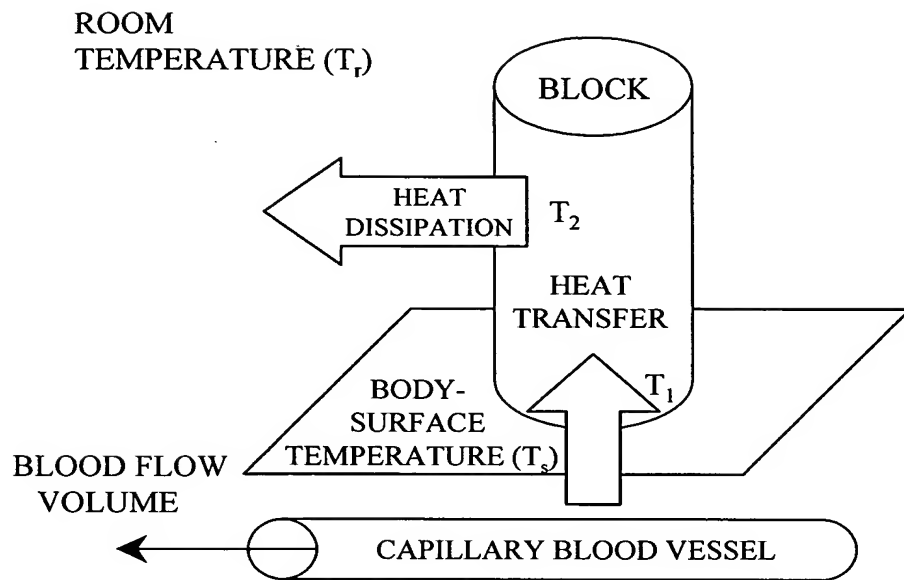 ROOM
TEMPERATURE (Tr)
BLOCK
HEAT
DISSIPATION
T2
HEAT
TRANSFER
T1
BODY-
SURFACE
TEMPERATURE (Ts)
BLOOD FLOW
VOLUME
CAPILLARY BLOOD VESSEL